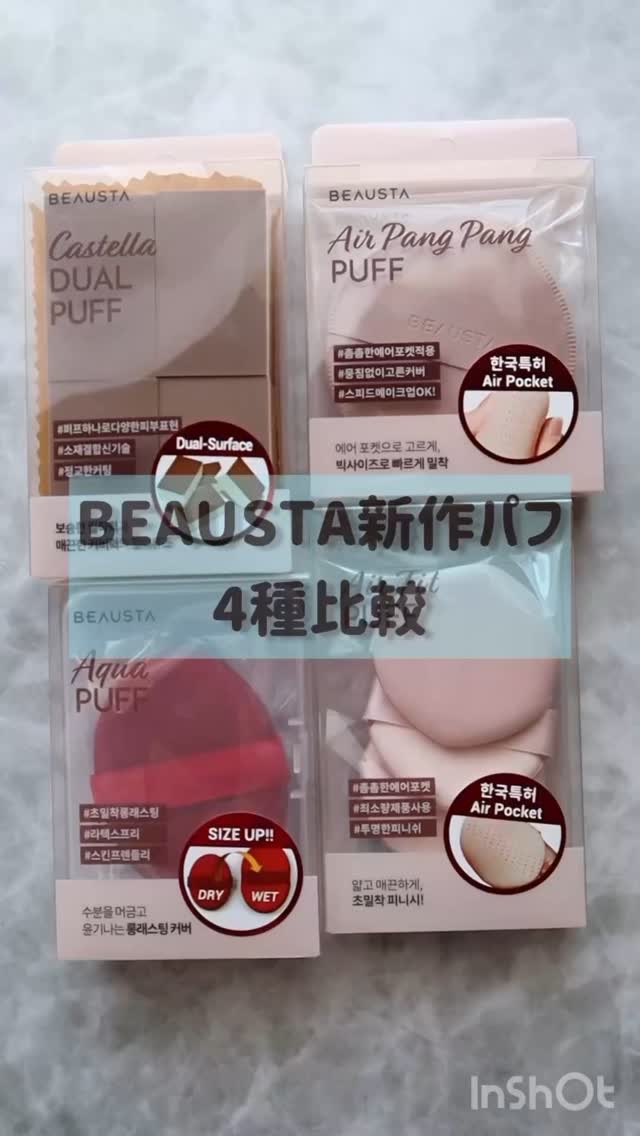 BEAUSTA
Castella
DUAL
PUFF
#퍼프하나로다양한피부표현
#소재결합신기술
#정교한커팅
Dual-Surface
BEAUSTA
Air Pang Pang
PUFF
BEAUSTA
#촘촘한에어포켓적용
#뭉침없이고른커버
#스피드메이크업OK!
한국특허
Air Pocket
에어 포켓으로 고르게,
빅사이즈로 빠르게 밀착
BEAUSTA新作パフ
4種比較
BEAUSTA
Aqua
PUFF
#초밀착롱래스팅
#라텍스프리
#스킨프렌들리
SIZE UP!!
DRY
WET
수분을 머금고
윤기나는 롱래스팅 커버
#촘촘한에어포켓
#최소량제품사용
#투명한피니쉬
한국특허
Air Pocket
얇고 매끈하게,
초밀착 피니시!
InShOt